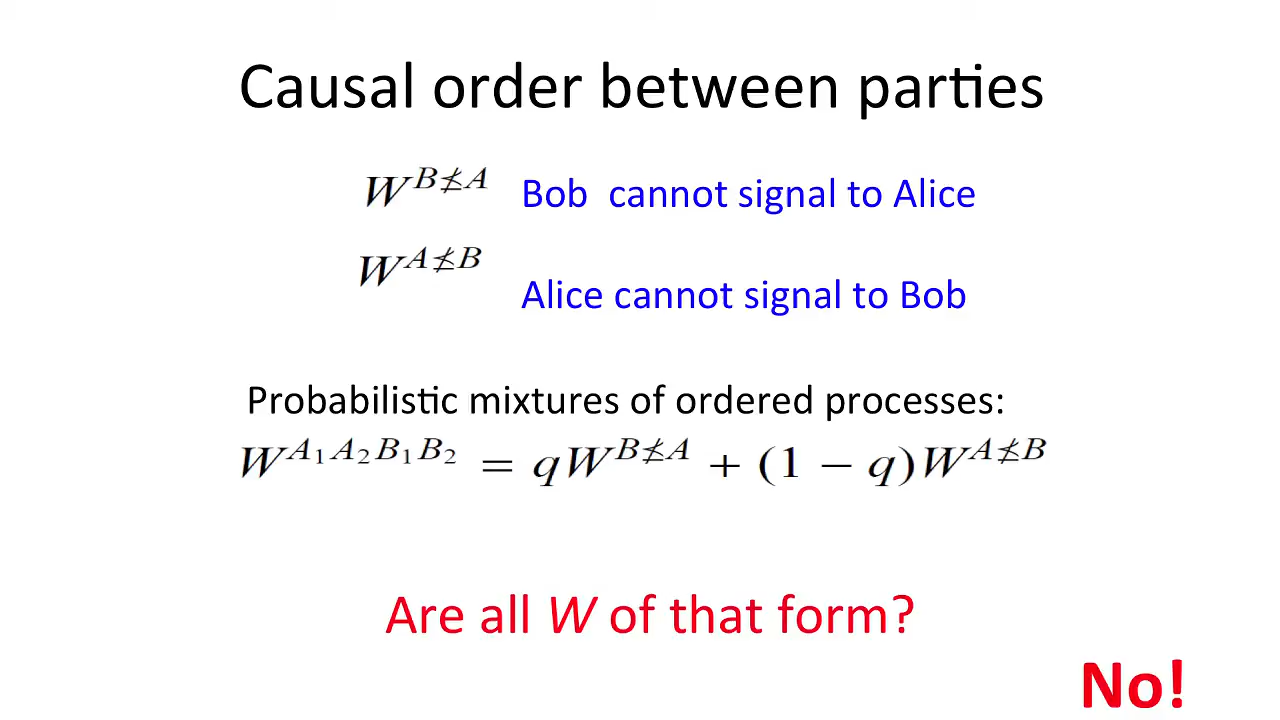 Causal order between parties
W^{B⋠A} Bob cannot signal to Alice
W^{A⋠B}
Alice cannot signal to Bob
Probabilistic mixtures of ordered processes:
W^{A₁A₂B₁B₂} = qW^{B⋠A} + (1 − q)W^{A⋠B}
Are all W of that form?
No!